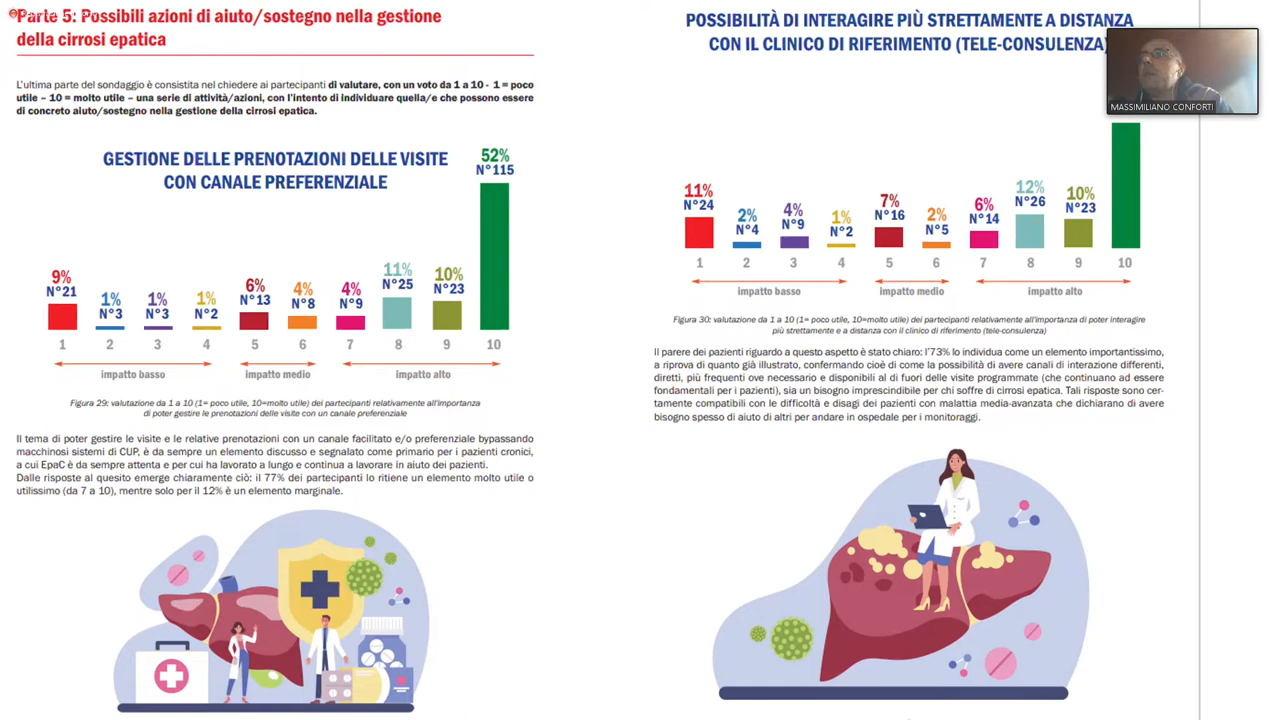 Parte 5: Possibili azioni di aiuto/sostegno nella gestione
della cirrosi epatica
L'ultima parte del sondaggio è consistita nel chiedere ai partecipanti di valutare, con un voto da 1 a 10 - 1 = poco
utile – 10 = molto utile – una serie di attività/azioni, con l'intento di individuare quella/e che possono essere
di concreto aiuto/sostegno nella gestione della cirrosi epatica.
GESTIONE DELLE PRENOTAZIONI DELLE VISITE
CON CANALE PREFERENZIALE
9%
N°21
1%
N°3
1%
N°3
1%
N°2
6%
N°13
4%
N°8
4%
N°9
11%
N°25
10%
N°23
52%
N°115
1 2 3 4 5 6 7 8 9 10
impatto basso impatto medio impatto alto
Figura 29: valutazione da 1 a 10 (1= poco utile, 10=molto utile) dei partecipanti relativamente all'importanza
di poter gestire le prenotazioni delle visite con un canale preferenziale
Il tema di poter gestire le visite e le relative prenotazioni con un canale facilitato e/o preferenziale bypassando
macchinosi sistemi di CUP, è da sempre un elemento discusso e segnalato come primario per i pazienti cronici,
a cui EpaC è da sempre attenta e per cui ha lavorato a lungo e continua a lavorare in aiuto dei pazienti.
Dalle risposte al quesito emerge chiaramente ciò: il 77% dei partecipanti lo ritiene un elemento molto utile o
utilissimo (da 7 a 10), mentre solo per il 12% è un elemento marginale.
POSSIBILITÀ DI INTERAGIRE PIÙ STRETTAMENTE A DISTANZA
CON IL CLINICO DI RIFERIMENTO (TELE-CONSULENZA)
MASSIMILIANO CONFORTI
11%
N°24
2%
N°4
4%
N°9
1%
N°2
7%
N°16
2%
N°5
6%
N°14
12%
N°26
10%
N°23
1 2 3 4 5 6 7 8 9 10
impatto basso impatto medio impatto alto
Figura 30: valutazione da 1 a 10 (1= poco utile, 10=molto utile) dei partecipanti relativamente all'importanza di poter interagire
più strettamente e a distanza con il clinico di riferimento (tele-consulenza)
Il parere dei pazienti riguardo a questo aspetto è stato chiaro: l'73% lo individua come un elemento importantissimo,
a riprova di quanto già illustrato, confermando cioè di come la possibilità di avere canali di interazione differenti,
diretti, più frequenti ove necessario e disponibili al di fuori delle visite programmate (che continuano ad essere
fondamentali per i pazienti), sia un bisogno imprescindibile per chi soffre di cirrosi epatica. Tali risposte sono cer-
tamente compatibili con le difficoltà e disagi dei pazienti con malattia media-avanzata che dichiarano di avere
bisogno spesso di aiuto di altri per andare in ospedale per i monitoraggi.